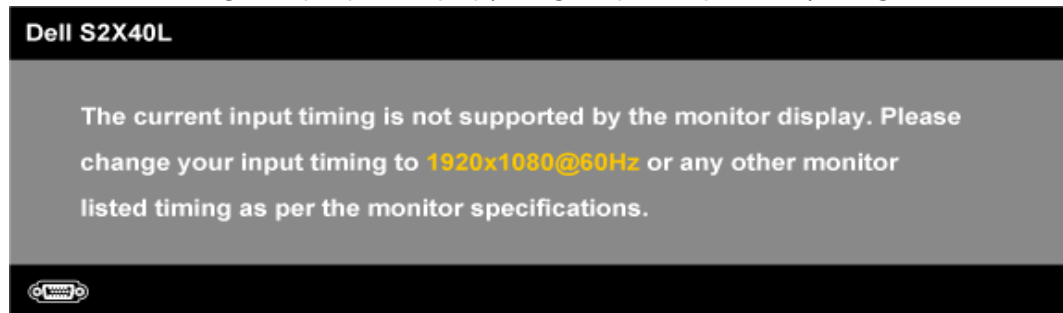 Dell S2X40L
The current input timing is not supported by the monitor display. Please
change your input timing to 1920x1080@60Hz or any other monitor
listed timing as per the monitor specifications.